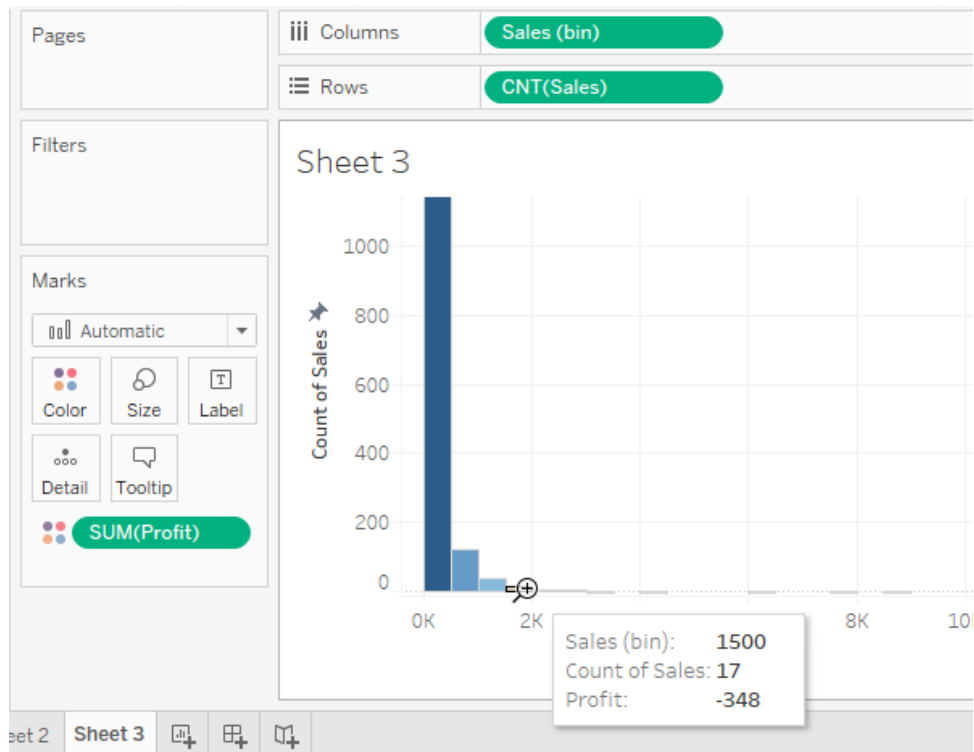 Pages
Columns
Sales (bin)
Rows
CNT(Sales)
Filters
Marks
Automatic
Color
Size
T
Label
Detail
Tooltip
SUM(Profit)
Sheet 3
Count of Sales
1000
800
600
400
200
0
0K
2K
8K
Sales (bin): 1500
Count of Sales: 17
Profit: -348
eet 2
Sheet 3